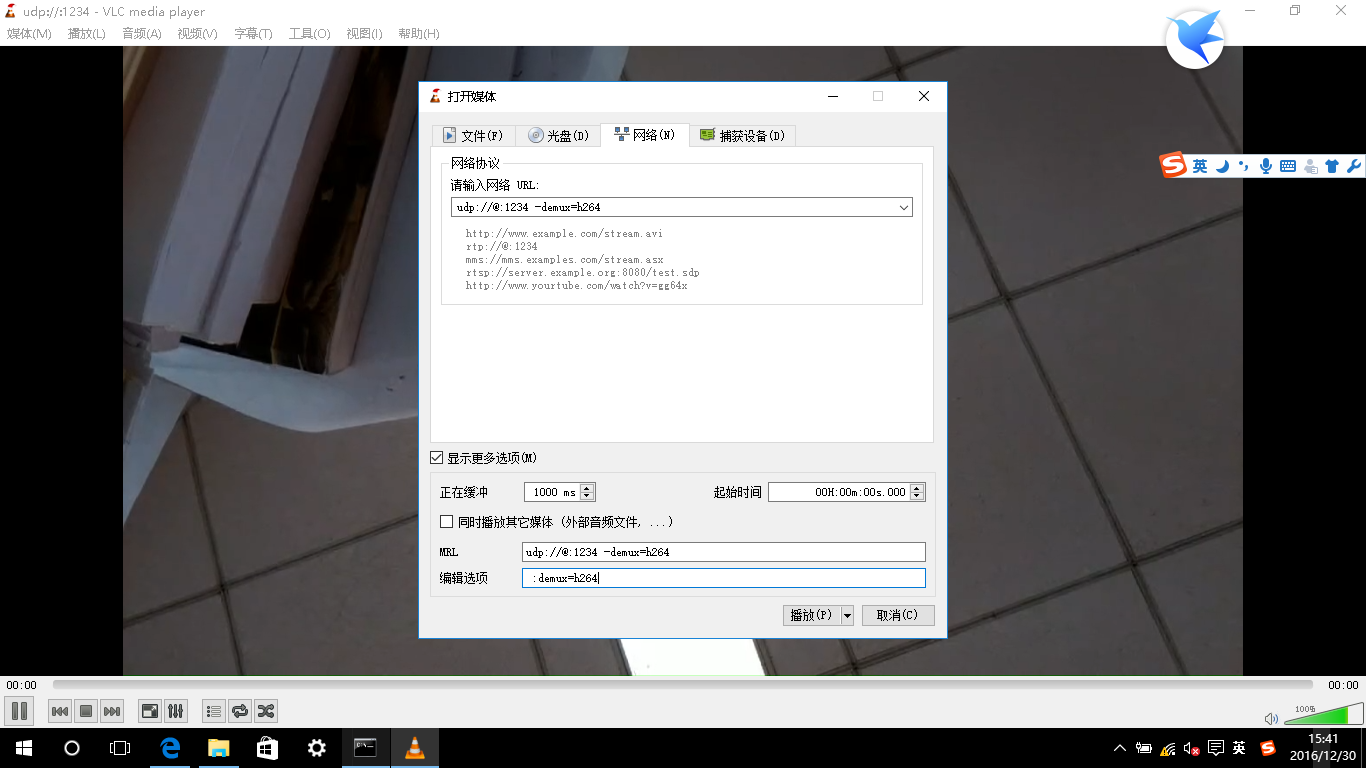 udp://:1234 - VLC media player
媒体(M) 播放(L) 音频(A) 视频(V) 字幕(T) 工具(O) 视图(I) 帮助(H)
打开媒体
文件(F) 光盘(D) 网络(N) 捕获设备(D)
网络协议
请输入网络 URL:
udp://@:1234 -demux=h264
http://www.example.com/stream.avi
rtp://@:1234
mms://mms.examples.com/stream.asx
rtsp://server.example.org:8080/test.sdp
http://www.yourtube.com/watch?v=gg64x
英
显示更多选项(M)
正在缓冲 1000 ms 起始时间 00H:00m:00s.000
同时播放其它媒体 (外部音频文件, ...)
MRL udp://@:1234 -demux=h264
编辑选项 :demux=h264
播放(P) 取消(C)
00:00 00:00
100%
英 15:41
2016/12/30